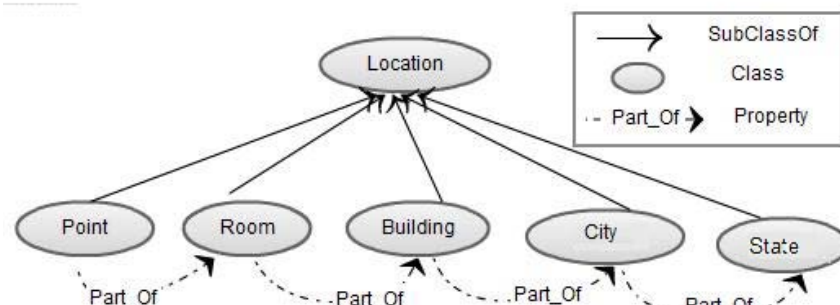 SubClassOf
Location
Class
Part_Of Property
Point Room Building City State
Part_Of Part_Of Part_Of Part_Of